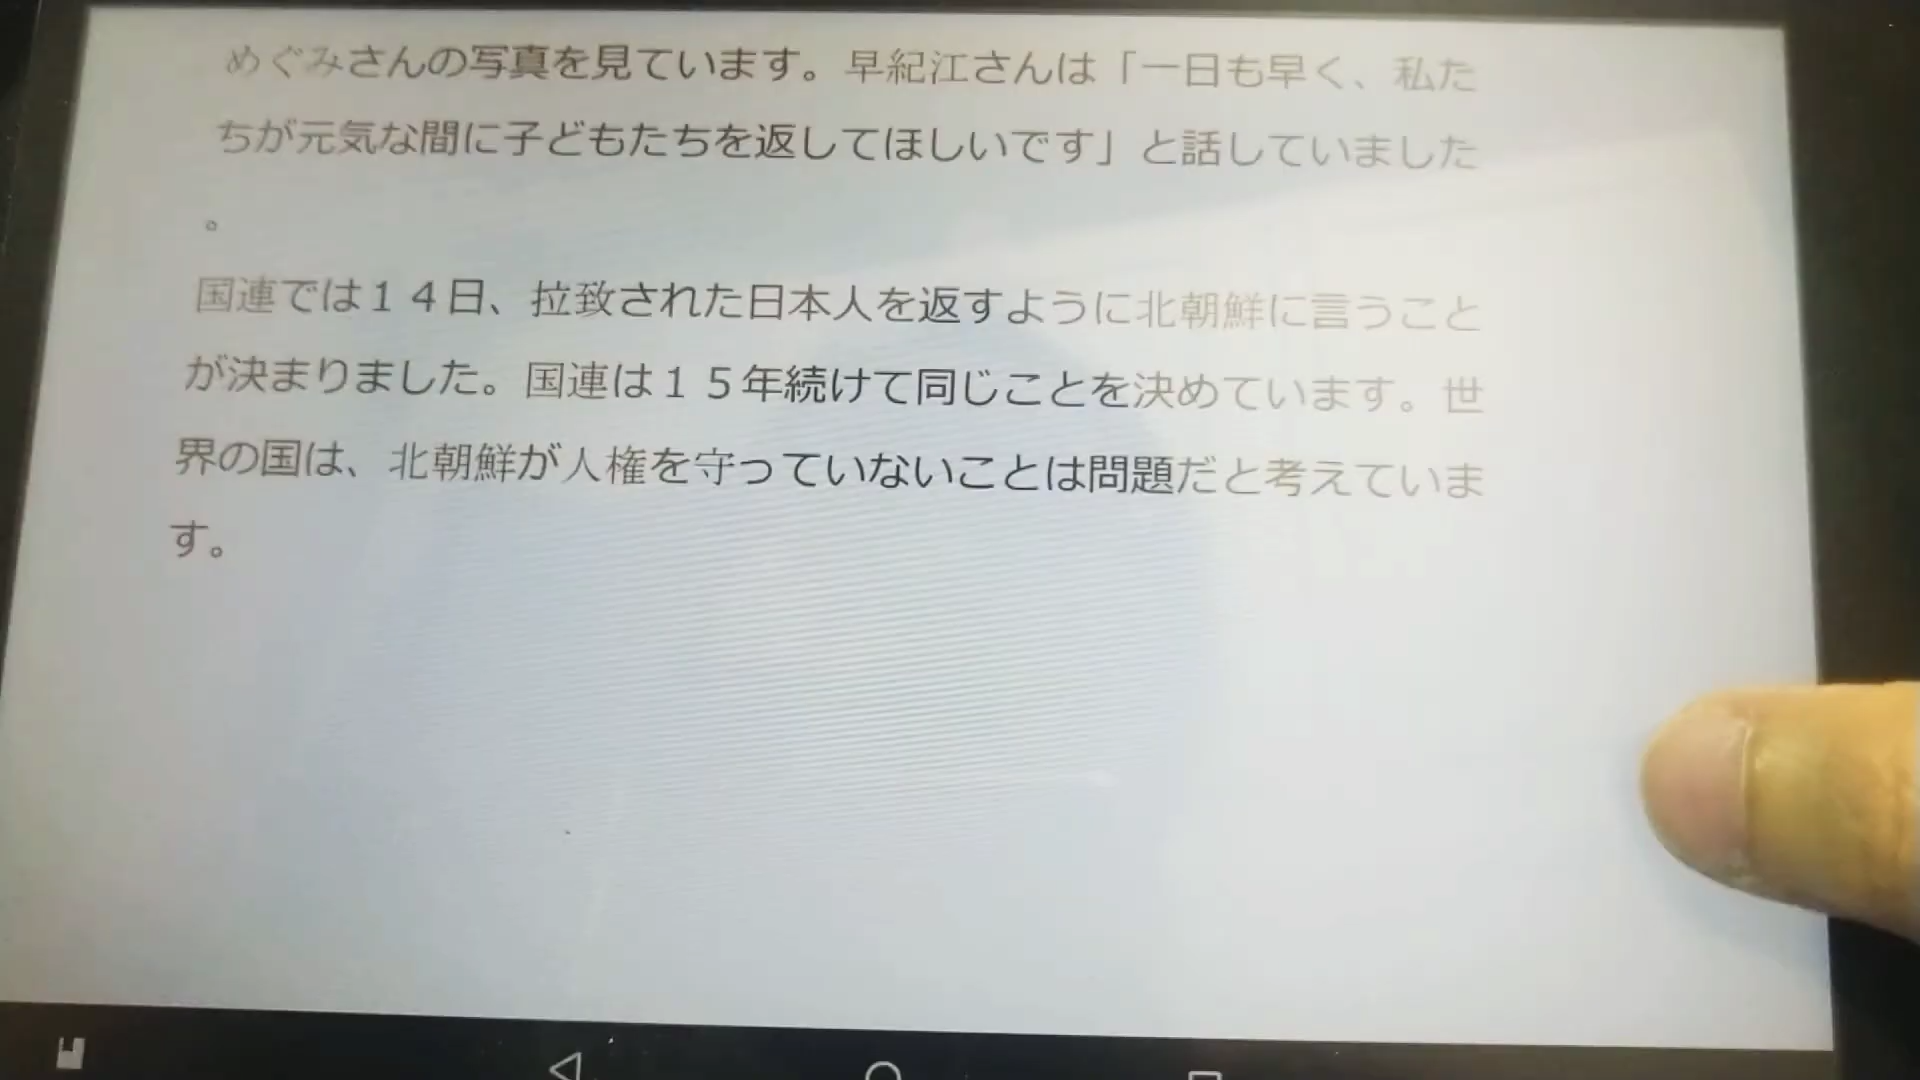 めぐみさんの写真を見ています。早紀江さんは「一日も早く、私た
ちが元気な間に子どもたちを返してほしいです」と話していました
。
国連では１４日、拉致された日本人を返すように北朝鮮に言うこと
が決まりました。国連は１５年続けて同じことを決めています。世
界の国は、北朝鮮が人権を守っていないことは問題だと考えていま
す。